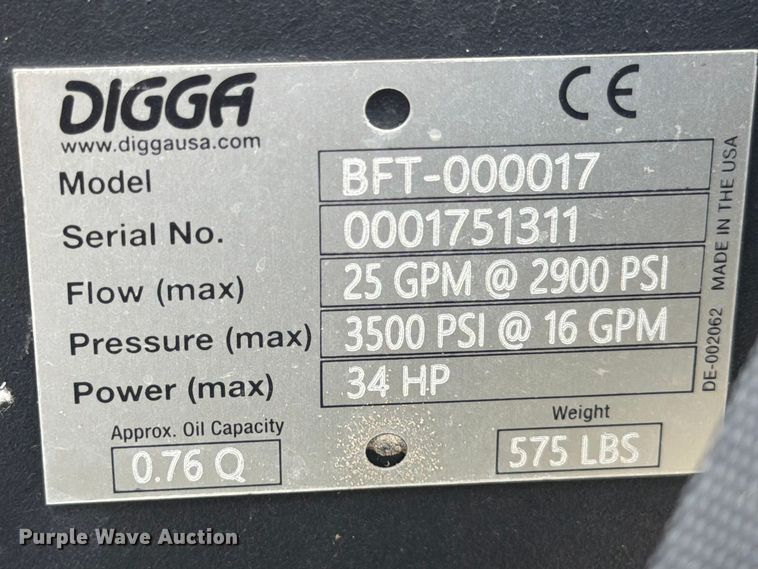 DIGGA
www.diggausa.com
CE
Model BFT-000017
Serial No. 0001751311
Flow (max) 25 GPM @ 2900 PSI
Pressure (max) 3500 PSI @ 16 GPM
Power (max) 34 HP
Approx. Oil Capacity
0.76 Q
Weight
575 LBS
DE-002062 MADE IN THE USA
Purple Wave Auction